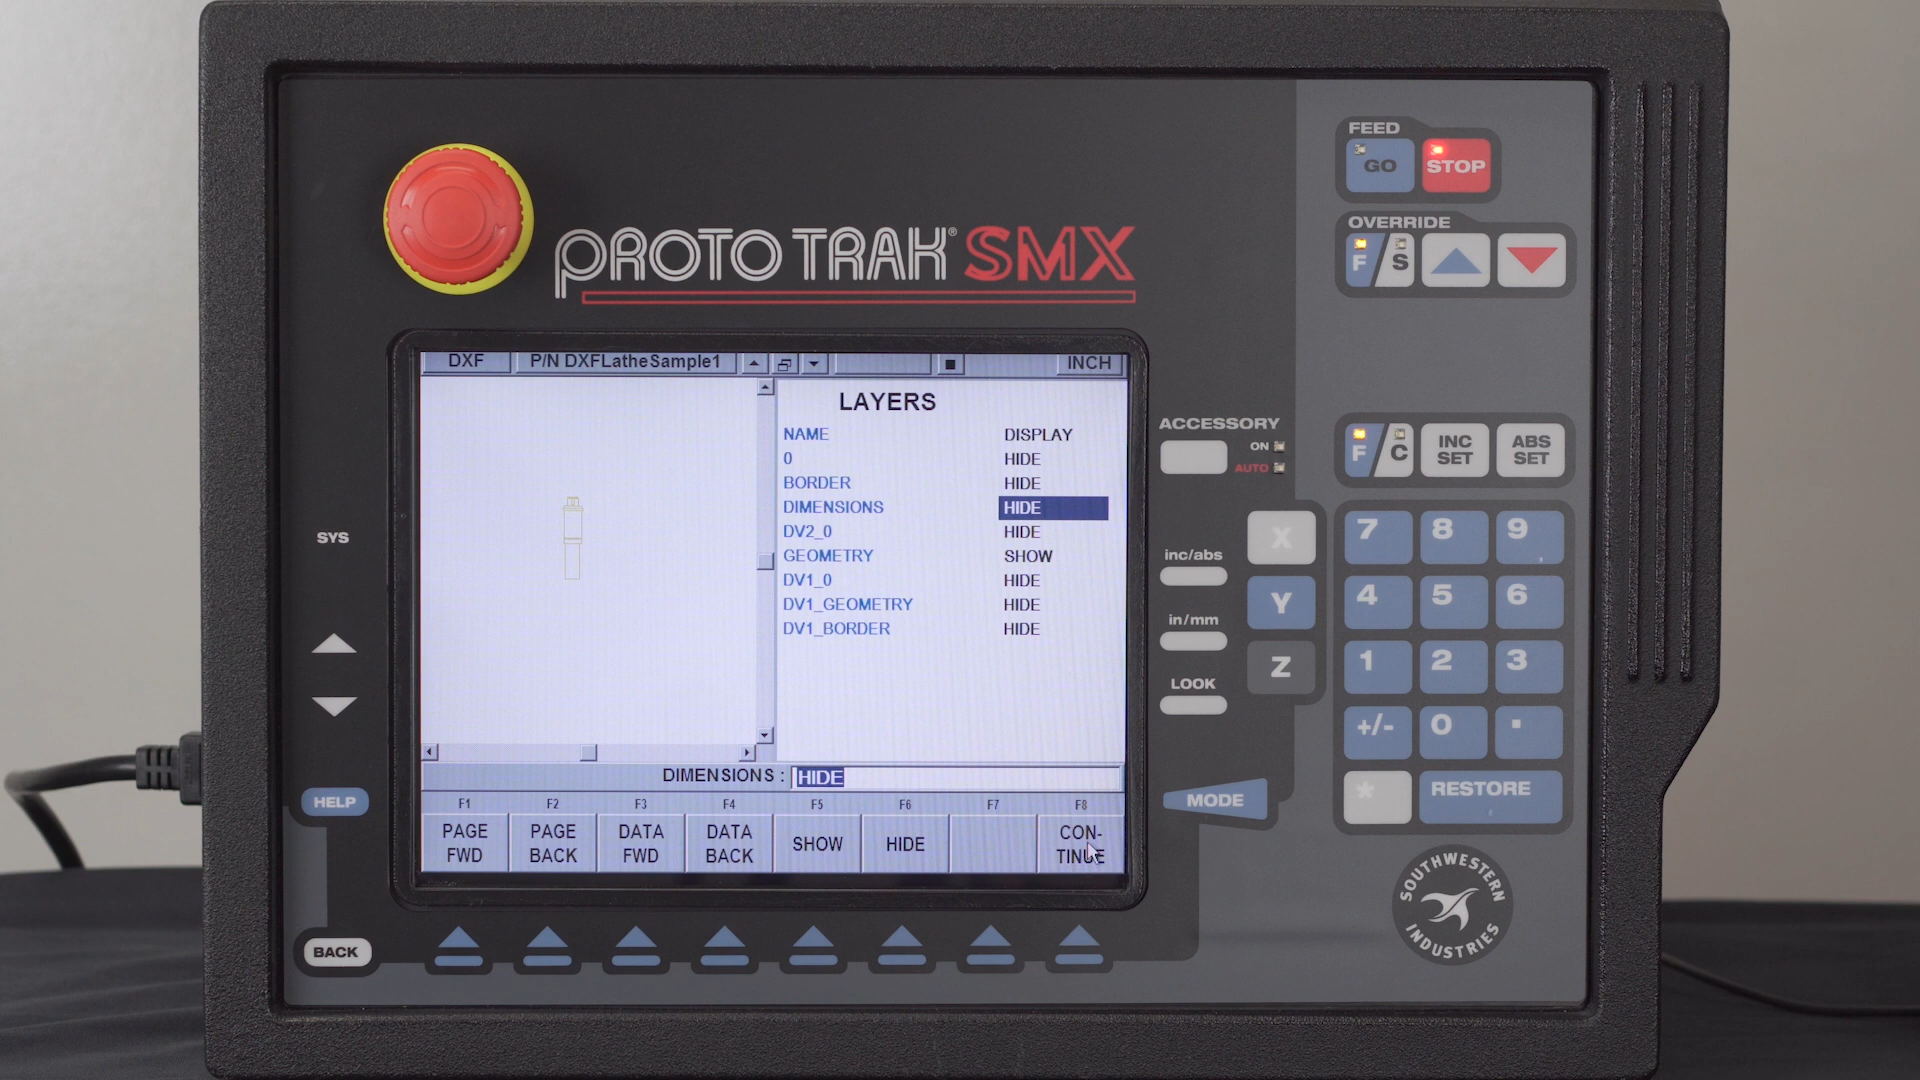 FEED
GO STOP
OVERRIDE
F S
PROTO TRAK® SMX
DXF P/N DXFLatheSample1 INCH
LAYERS
NAME DISPLAY
0 HIDE
BORDER HIDE
DIMENSIONS HIDE
DV2_0 HIDE
GEOMETRY SHOW
DV1_0 HIDE
DV1_GEOMETRY HIDE
DV1_BORDER HIDE
DIMENSIONS : HIDE
F1 F2 F3 F4 F5 F6 F7 F8
PAGE FWD
PAGE BACK
DATA FWD
DATA BACK
SHOW
HIDE
CON-
TINUE
SYS
HELP
BACK
ACCESSORY
ON
AUTO
inc/abs
in/mm
LOOK
MODE
F C
INC SET
ABS SET
X
Y
Z
7 8 9
4 5 6
1 2 3
+/- 0 .
* RESTORE
SOUTHWESTERN
INDUSTRIES